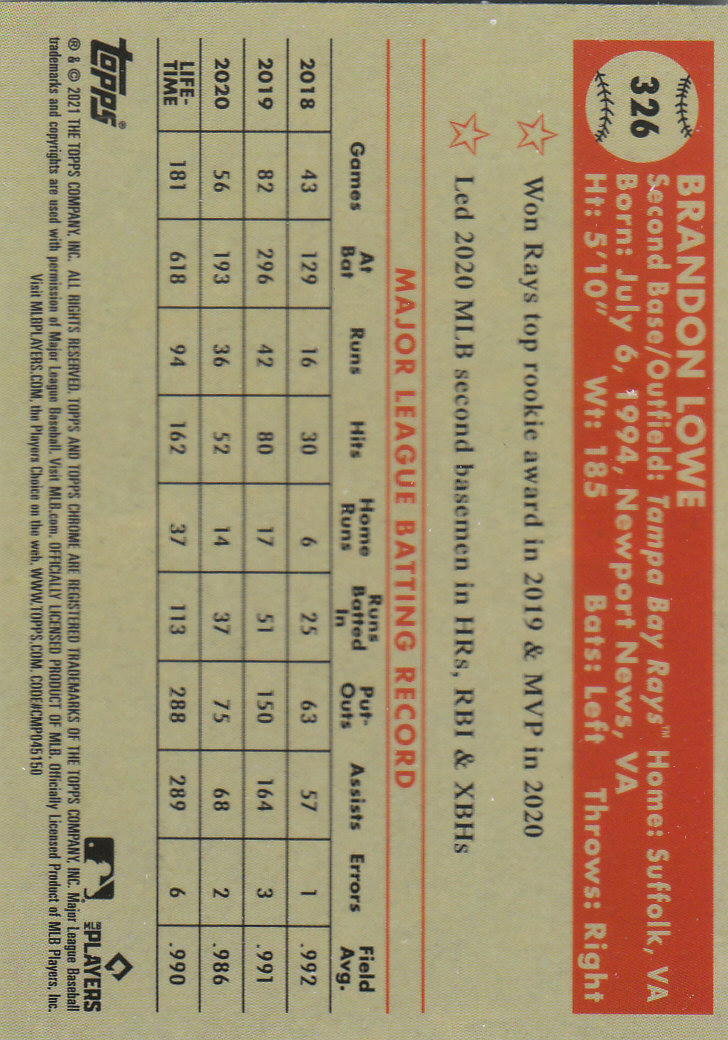 326
BRANDON LOWE
Second Base/Outfield: Tampa Bay Rays™ Home: Suffolk, VA
Born: July 6, 1994, Newport News, VA
Ht: 5'10" Wt: 185 Bats: Left Throws: Right
Won Rays top rookie award in 2019 & MVP in 2020
Led 2020 MLB second basemen in HRs, RBI & XBHs
MAJOR LEAGUE BATTING RECORD
Games At Bat Runs Hits Home Runs Runs Batted In Put-Outs Assists Errors Field Avg.
2018 43 129 16 30 6 25 63 57 1 .992
2019 82 296 42 80 17 51 150 164 3 .991
2020 56 193 36 52 14 37 75 68 2 .986
LIFE-TIME 181 618 94 162 37 113 288 289 6 .990
topps®
MLB PLAYERS
® & © 2021 THE TOPPS COMPANY, INC. ALL RIGHTS RESERVED. TOPPS AND TOPPS CHROME ARE REGISTERED TRADEMARKS OF THE TOPPS COMPANY, INC. Major League Baseball
trademarks and copyrights are used with permission of Major League Baseball. Visit MLB.com. OFFICIALLY LICENSED PRODUCT OF MLB. Officially Licensed Product of MLB Players, Inc.
Visit MLBPLAYERS.COM, the Players Choice on the web. WWW.TOPPS.COM. CODE#CMP045150